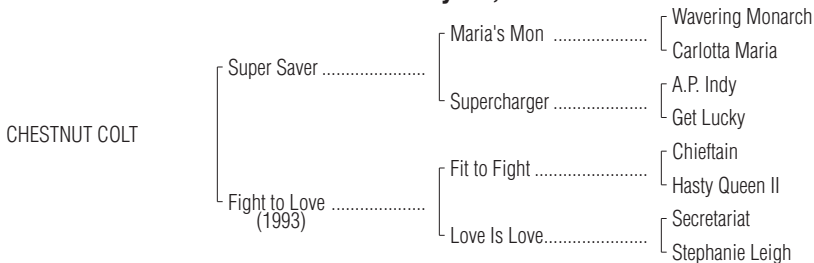 Wavering Monarch
Maria's Mon ....................
Carlotta Maria
Super Saver ......................
A.P. Indy
Supercharger ....................
Get Lucky
CHESTNUT COLT
Chieftain
Fit to Fight ........................
Hasty Queen II
Fight to Love ....................
(1993)
Secretariat
Love Is Love......................
Stephanie Leigh